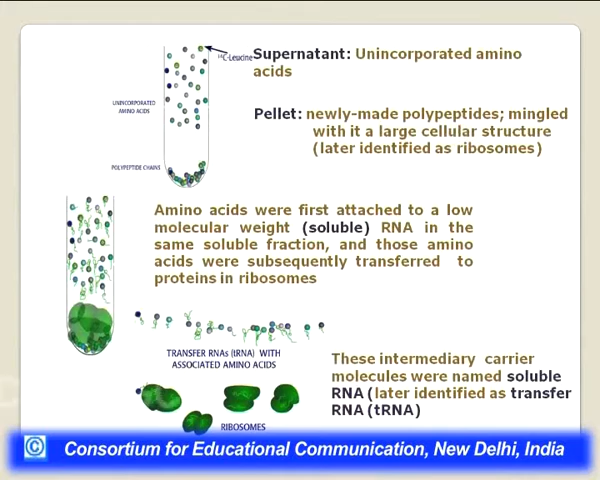 ¹⁴C-Leucine
Supernatant: Unincorporated amino
acids
UNINCORPORATED
AMINO ACIDS
Pellet: newly-made polypeptides; mingled
with it a large cellular structure
(later identified as ribosomes)
POLYPEPTIDE CHAINS
Amino acids were first attached to a low
molecular weight (soluble) RNA in the
same soluble fraction, and those amino
acids were subsequently transferred to
proteins in ribosomes
TRANSFER RNAs (tRNA) WITH
ASSOCIATED AMINO ACIDS
These intermediary carrier
molecules were named soluble
RNA (later identified as transfer
RNA (tRNA)
RIBOSOMES
© Consortium for Educational Communication, New Delhi, India